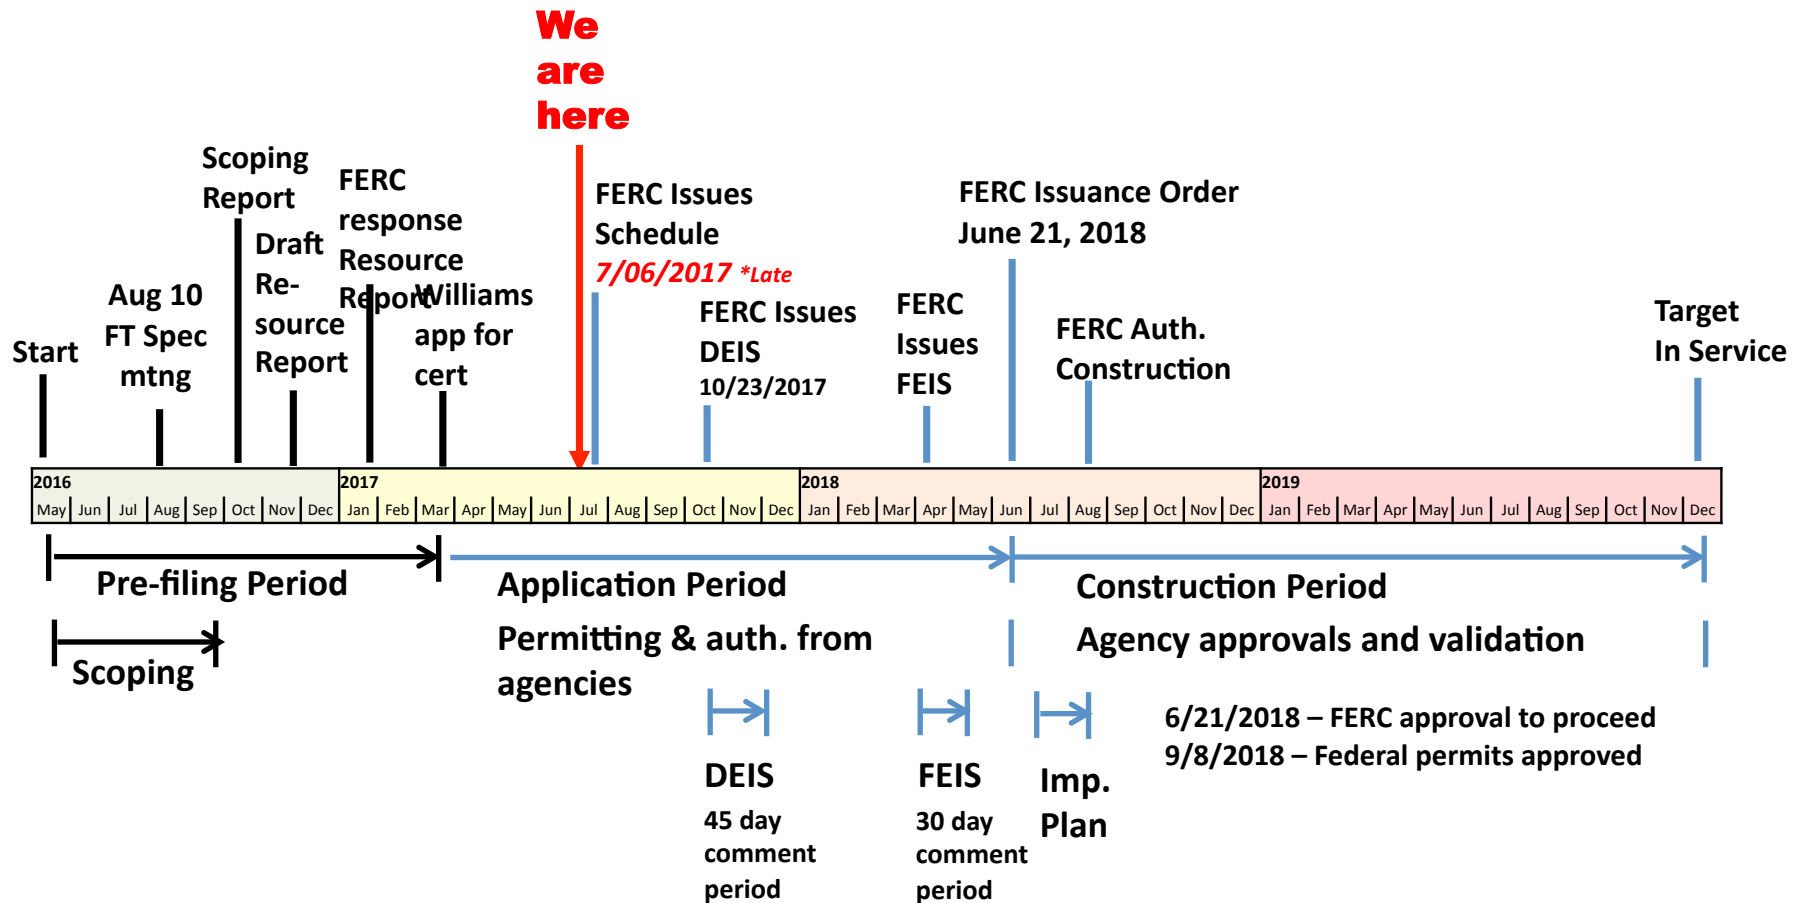 We
are
here
Scoping
Report
FERC
response
Resource
Report
Draft
Re-
source
Report
Aug 10
FT Spec
mtng
Start
Williams
app for
cert
FERC Issues
Schedule
7/06/2017 *Late
FERC Issues
DEIS
10/23/2017
FERC
Issues
FEIS
FERC Issuance Order
June 21, 2018
FERC Auth.
Construction
Target
In Service
2016 2017 2018 2019
May Jun Jul Aug Sep Oct Nov Dec Jan Feb Mar Apr May Jun Jul Aug Sep Oct Nov Dec Jan Feb Mar Apr May Jun Jul Aug Sep Oct Nov Dec Jan Feb Mar Apr May Jun Jul Aug Sep Oct Nov Dec
Pre-filing Period
Scoping
Application Period
Permitting & auth. from
agencies
Construction Period
Agency approvals and validation
6/21/2018 – FERC approval to proceed
9/8/2018 – Federal permits approved
DEIS
45 day
comment
period
FEIS
30 day
comment
period
Imp.
Plan